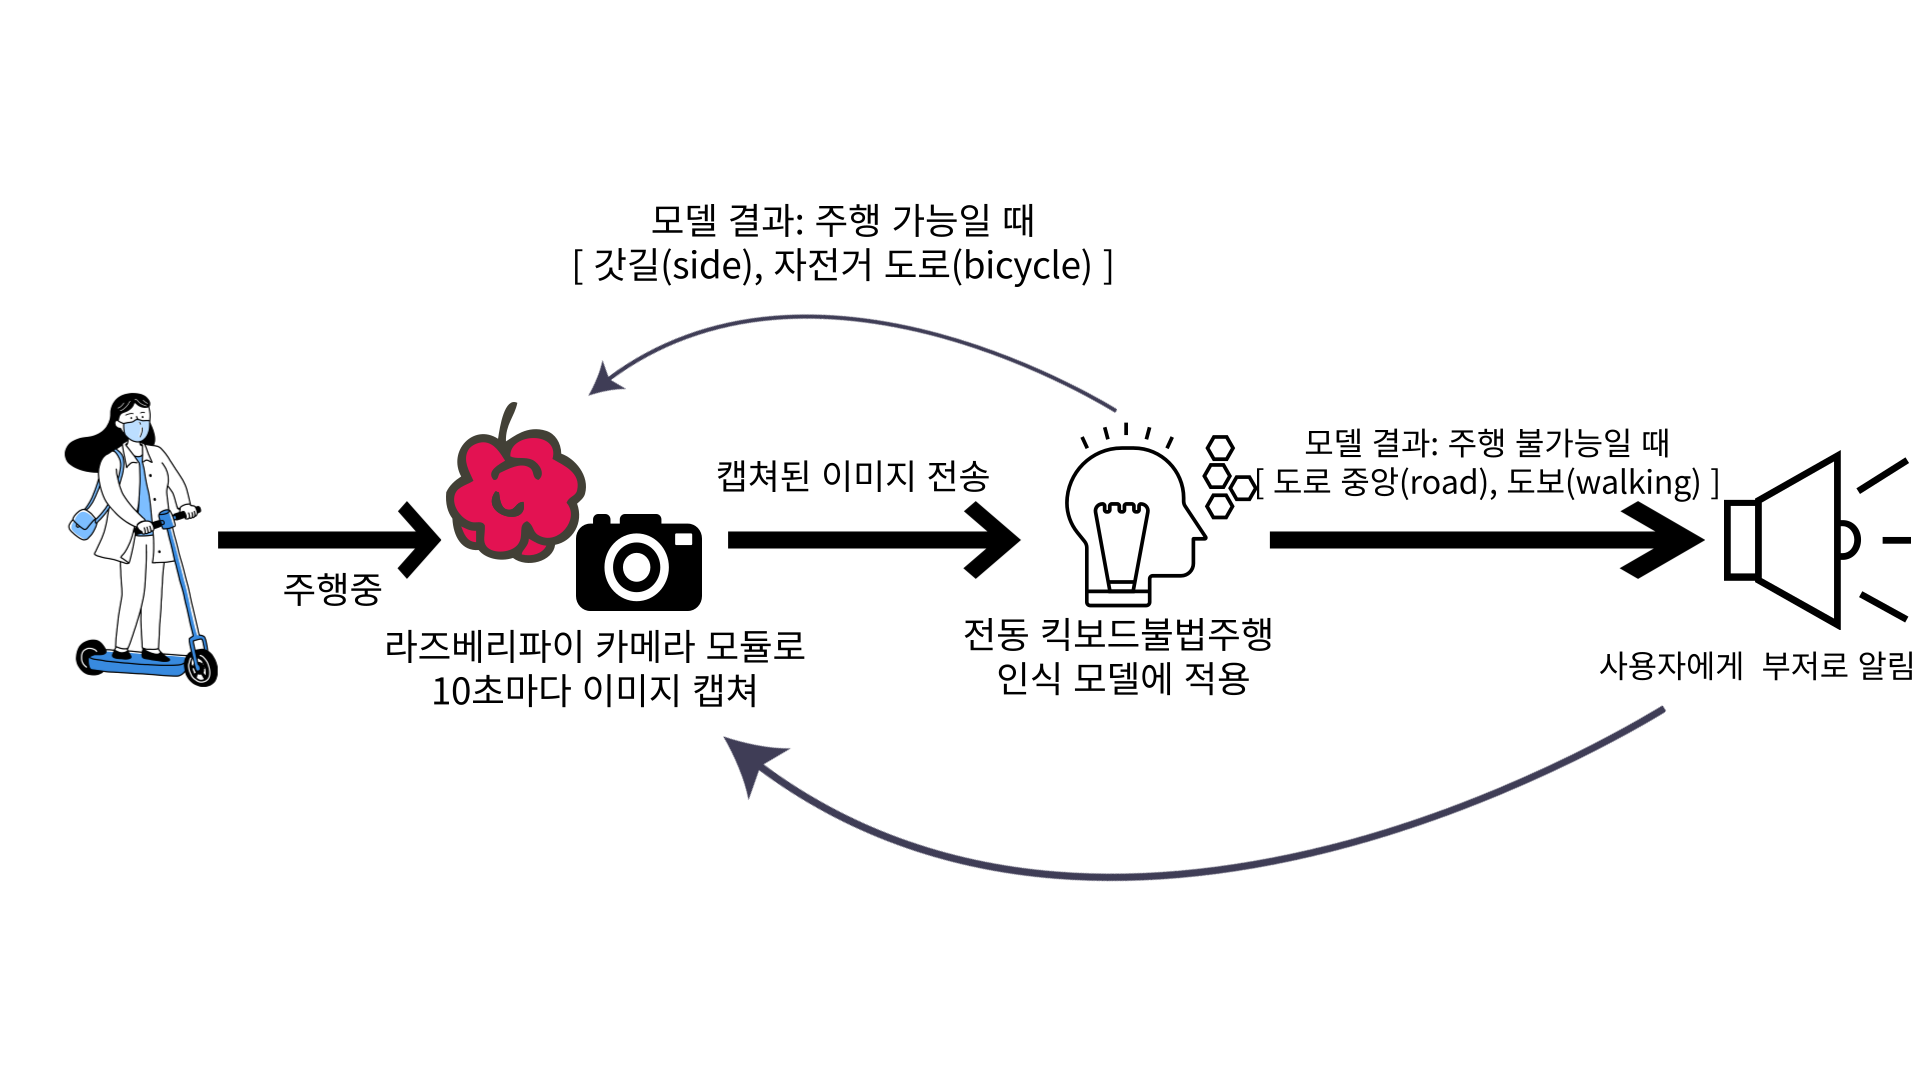 모델 결과: 주행 가능일 때
[ 갓길(side), 자전거 도로(bicycle) ]
주행중
라즈베리파이 카메라 모듈로
10초마다 이미지 캡쳐
캡쳐된 이미지 전송
전동 킥보드불법주행
인식 모델에 적용
모델 결과: 주행 불가능일 때
[ 도로 중앙(road), 도보(walking) ]
사용자에게 부저로 알림